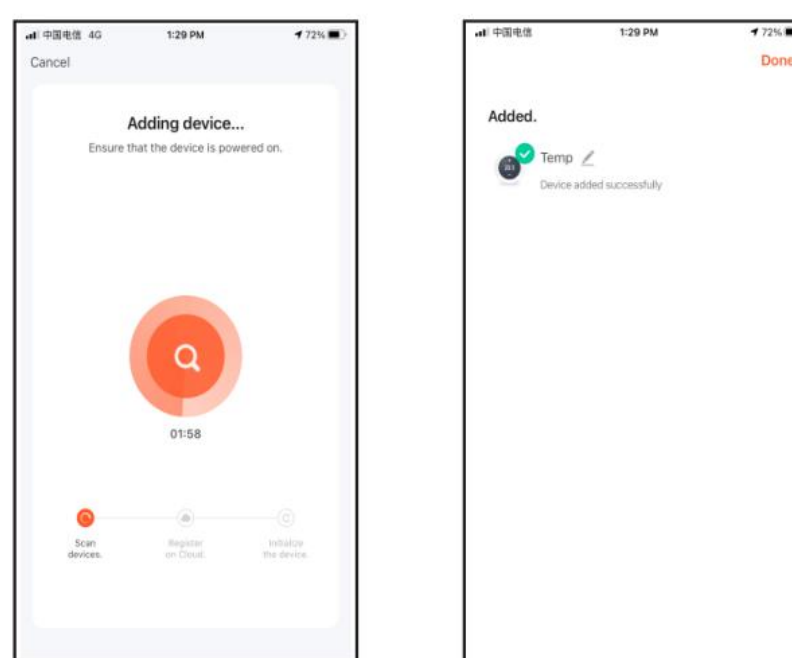 中国电信 4G 1:29 PM 72%
Cancel
Adding device...
Ensure that the device is powered on.
01:58
Scan
devices.
Register
on Cloud.
Initialize
the device.
中国电信 1:29 PM 72%
Done
Added.
Temp
Device added successfully